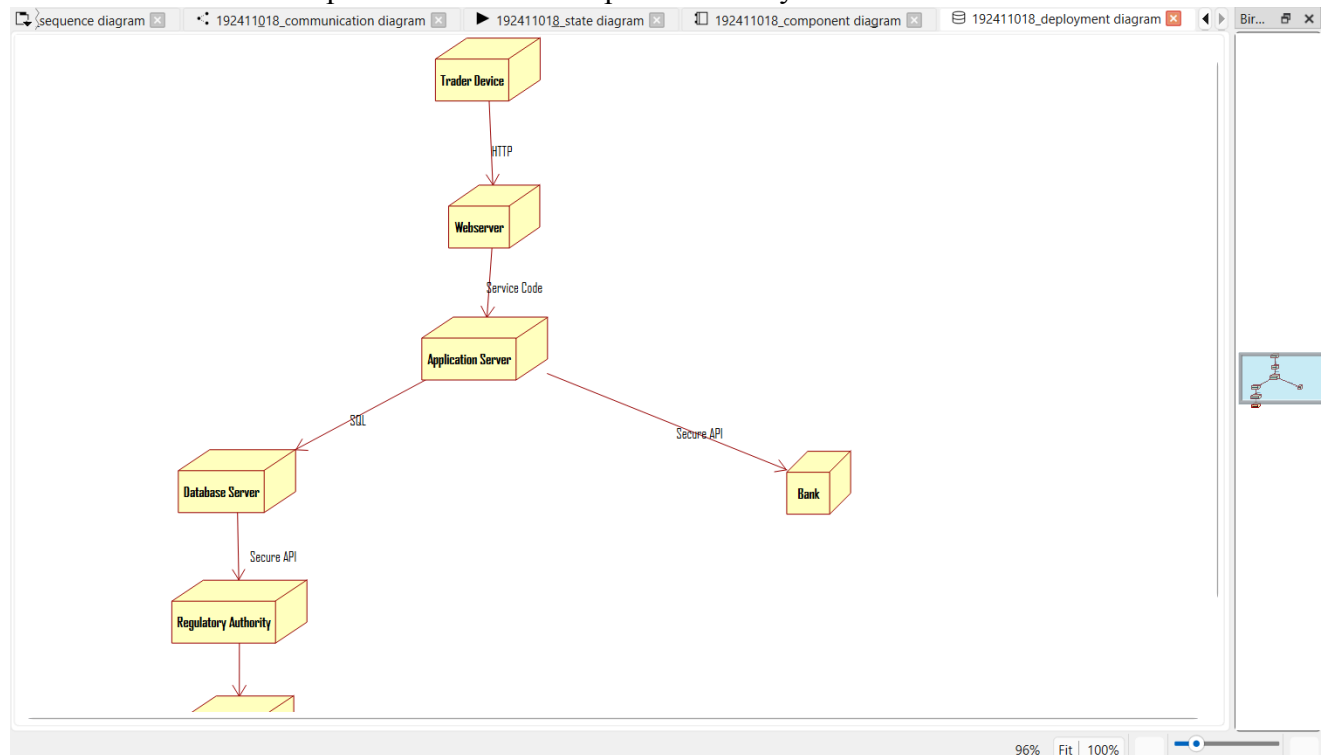 sequence diagram
192411018_communication diagram
192411018_state diagram
192411018_component diagram
192411018_deployment diagram
Bir...
Trader Device
HTTP
Webserver
Service Code
Application Server
SQL
Secure API
Database Server
Bank
Secure API
Regulatory Authority
96%
Fit
100%